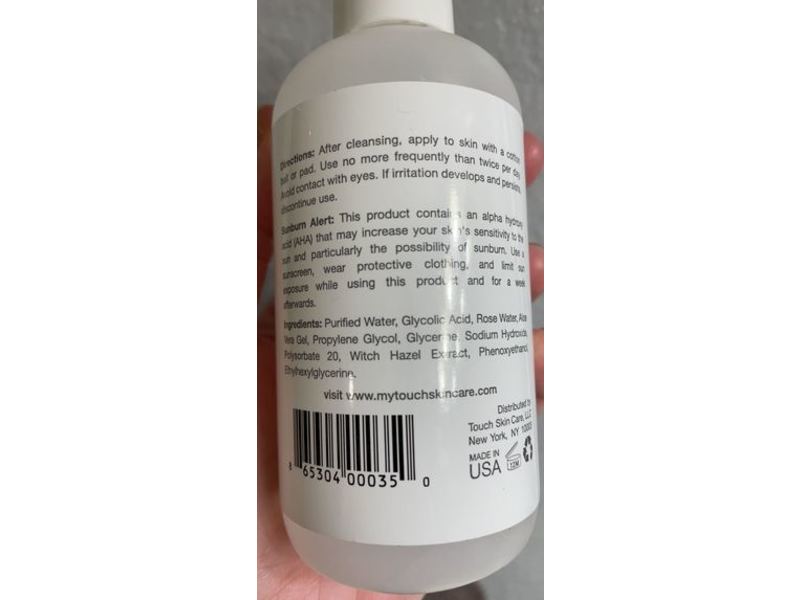 Directions: After cleansing, apply to skin with a cotton
ball or pad. Use no more frequently than twice per day.
Avoid contact with eyes. If irritation develops and persists,
discontinue use.
Sunburn Alert: This product contains an alpha hydroxy
acid (AHA) that may increase your skin's sensitivity to the
sun and particularly the possibility of sunburn. Use a
sunscreen, wear protective clothing, and limit sun
exposure while using this product and for a week
afterwards.
Ingredients: Purified Water, Glycolic Acid, Rose Water, Aloe
Vera Gel, Propylene Glycol, Glycerine, Sodium Hydroxide,
Polysorbate 20, Witch Hazel Extract, Phenoxyethanol,
Ethylhexylglycerine.
visit www.mytouchskincare.com
Distributed by
Touch Skin Care, LLC
New York, NY
MADE IN
USA
12M
8 65304 00035 0